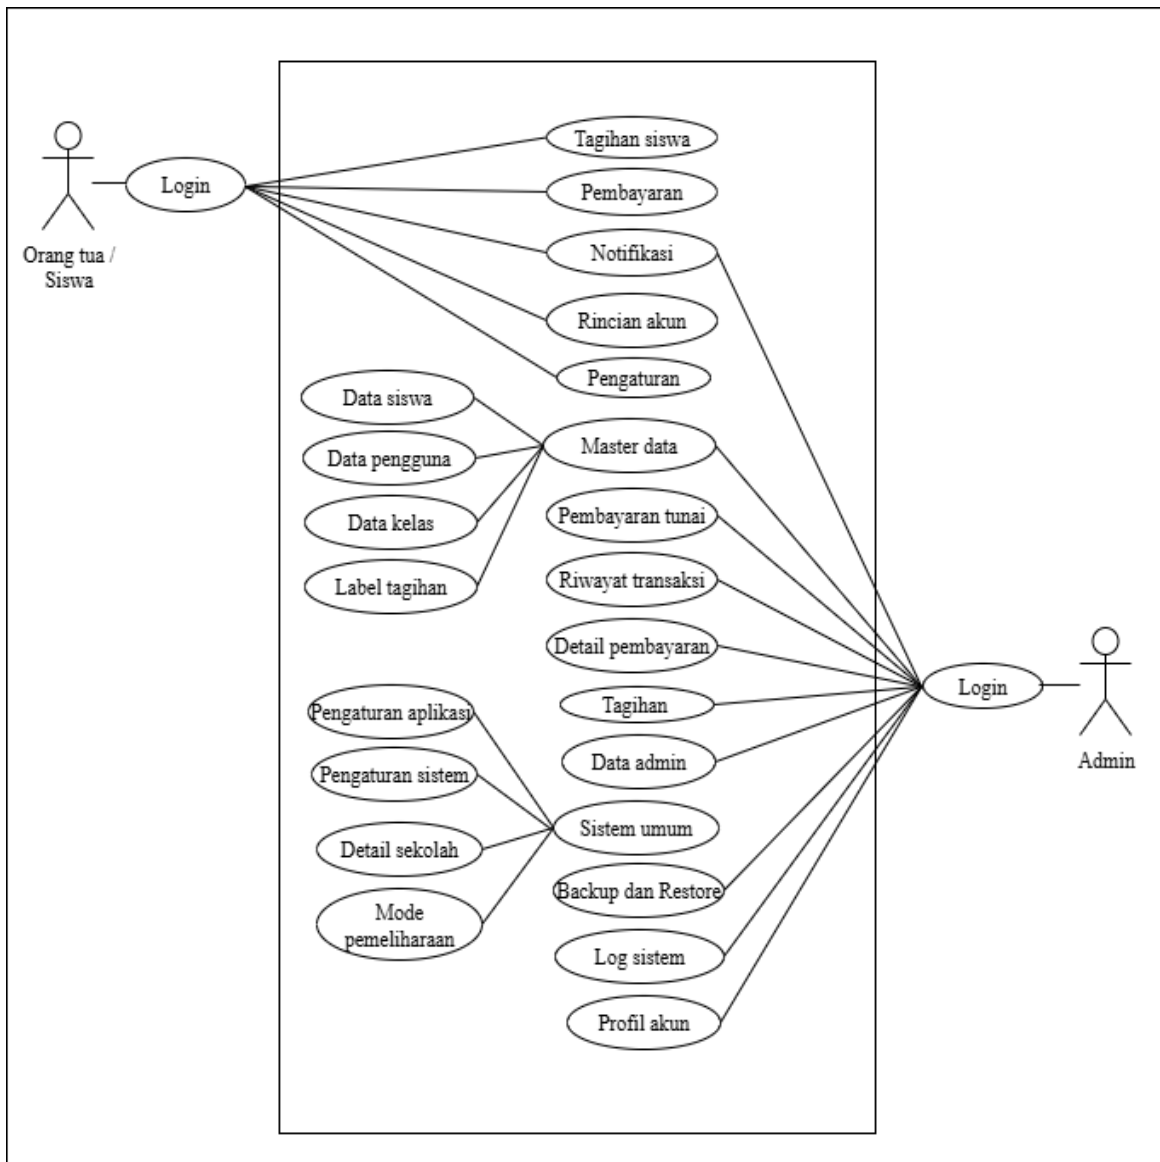 Tagihan siswa
Login
Pembayaran
Orang tua /
Siswa
Notifikasi
Rincian akun
Pengaturan
Data siswa
Master data
Data pengguna
Pembayaran tunai
Data kelas
Riwayat transaksi
Label tagihan
Detail pembayaran
Login
Admin
Tagihan
Pengaturan aplikasi
Data admin
Pengaturan sistem
Sistem umum
Detail sekolah
Backup dan Restore
Mode
pemeliharaan
Log sistem
Profil akun